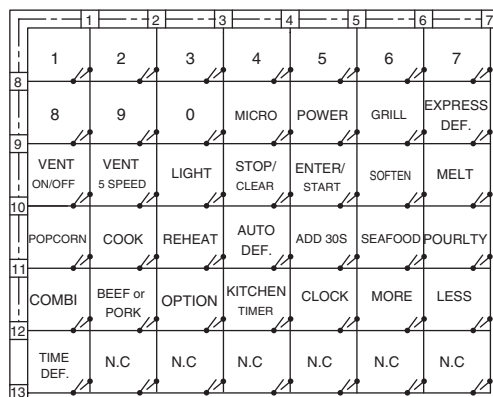 1 2 3 4 5 6 7
1 2 3 4 5 6 7
8
8 9 0 MICRO POWER GRILL EXPRESS DEF.
9
VENT ON/OFF VENT 5 SPEED LIGHT STOP/ CLEAR ENTER/ START SOFTEN MELT
10
POPCORN COOK REHEAT AUTO DEF. ADD 30S SEAFOOD POURLTY
11
COMBI BEEF or PORK OPTION KITCHEN TIMER CLOCK MORE LESS
12
TIME DEF. N.C N.C N.C N.C N.C N.C
13